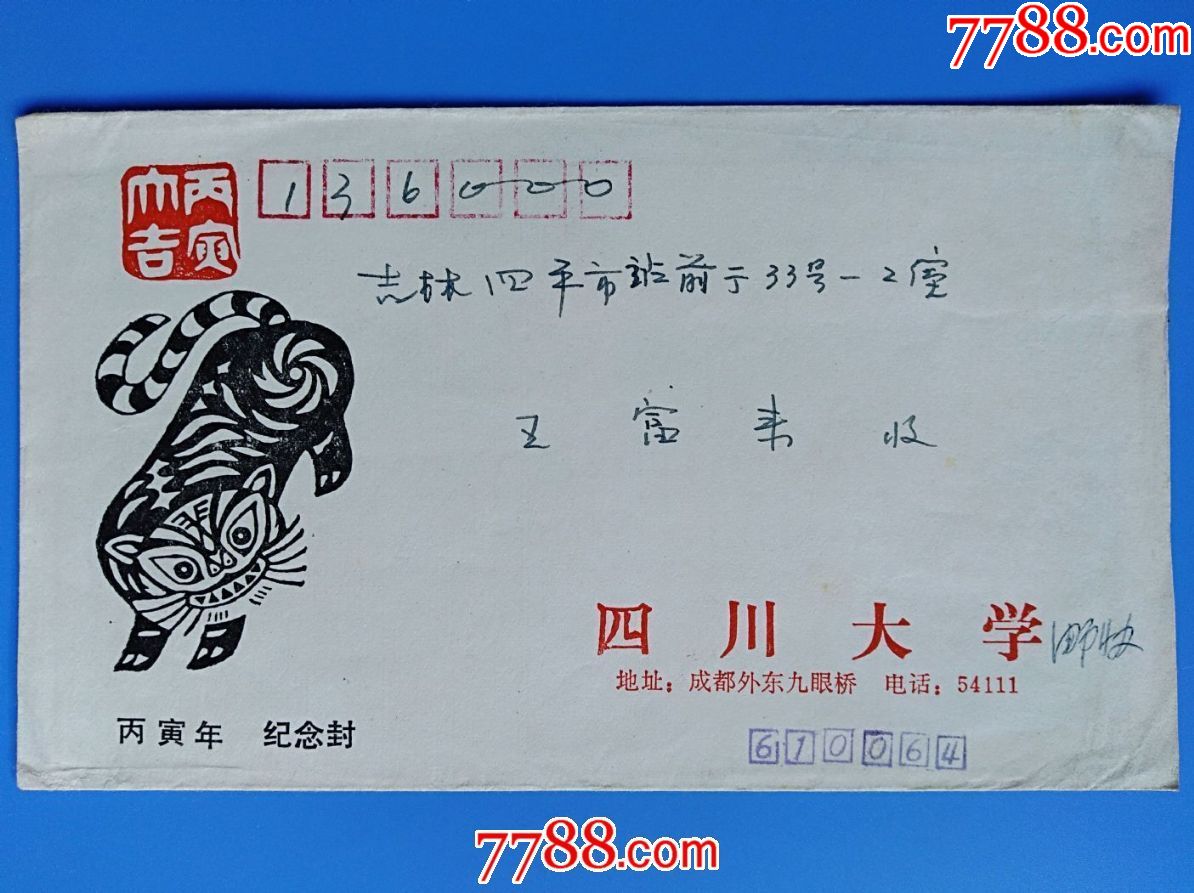 7788.com
丙寅大吉
136000
吉林四平市站前于33号-2室
王富来收
四川大学
地址：成都外东九眼桥 电话：54111
丙寅年 纪念封
610064
7788.com